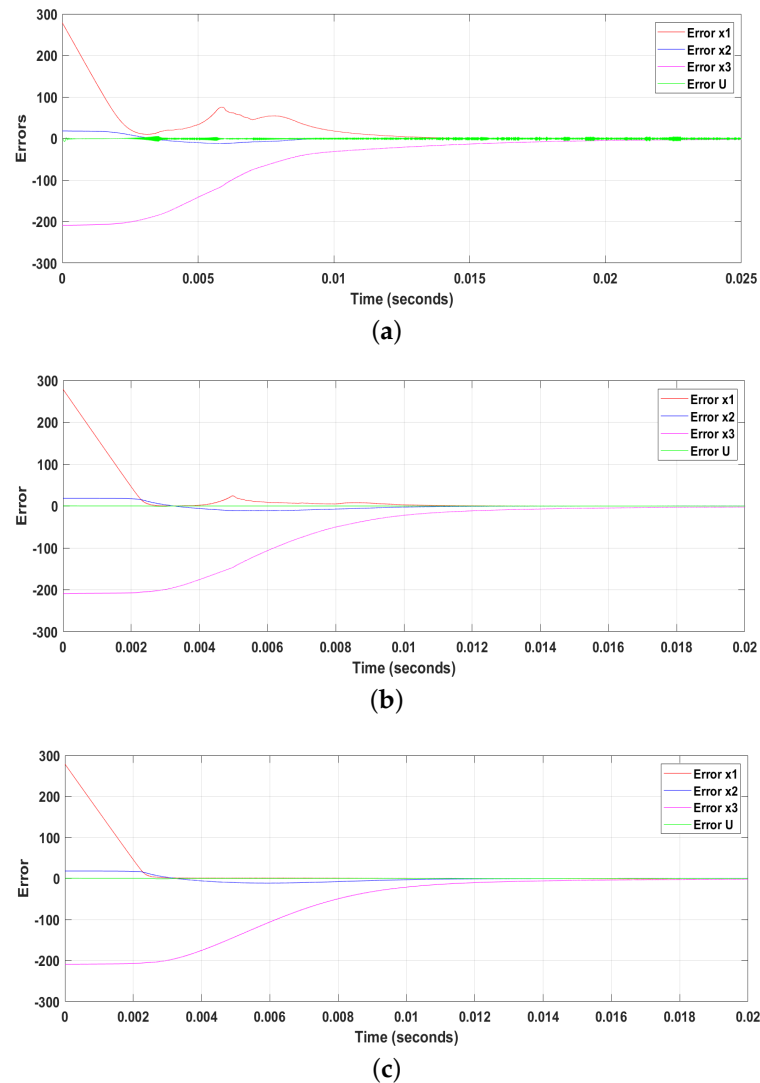 300
200
100
0
-100
-200
-300
Errors
Error x1
Error x2
Error x3
Error U
0
0.005
0.01
0.015
0.02
0.025
Time (seconds)
(a)
300
200
100
0
-100
-200
-300
Error
Error x1
Error x2
Error x3
Error U
0
0.002
0.004
0.006
0.008
0.01
0.012
0.014
0.016
0.018
0.02
Time (seconds)
(b)
300
200
100
0
-100
-200
-300
Error
Error x1
Error x2
Error x3
Error U
0
0.002
0.004
0.006
0.008
0.01
0.012
0.014
0.016
0.018
0.02
Time (seconds)
(c)